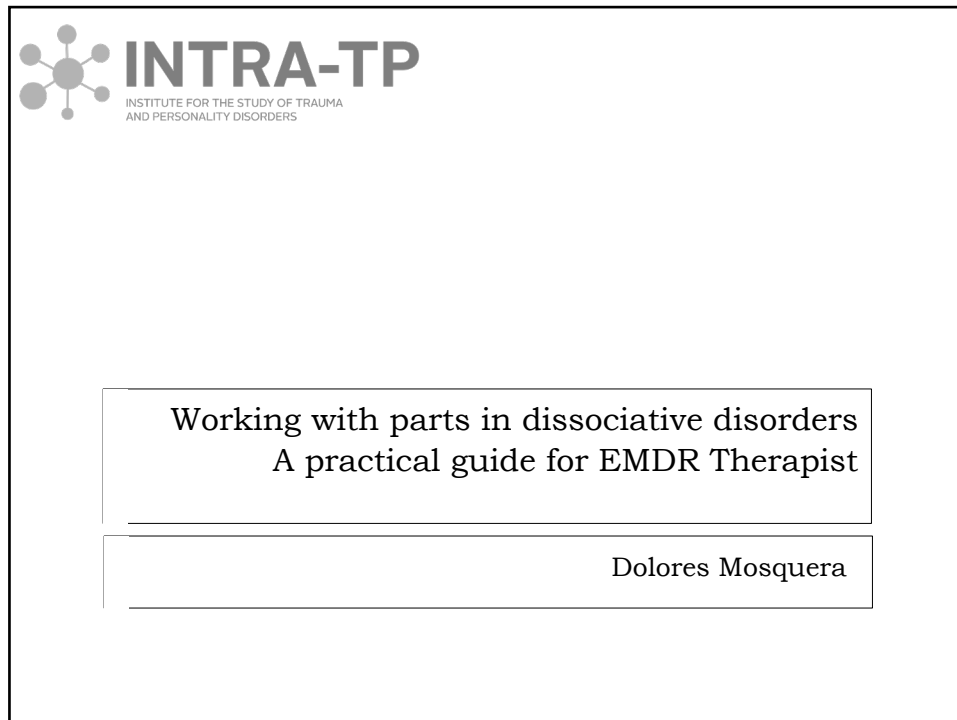 INTRA-TP
INSTITUTE FOR THE STUDY OF TRAUMA
AND PERSONALITY DISORDERS
Working with parts in dissociative disorders
A practical guide for EMDR Therapist
Dolores Mosquera